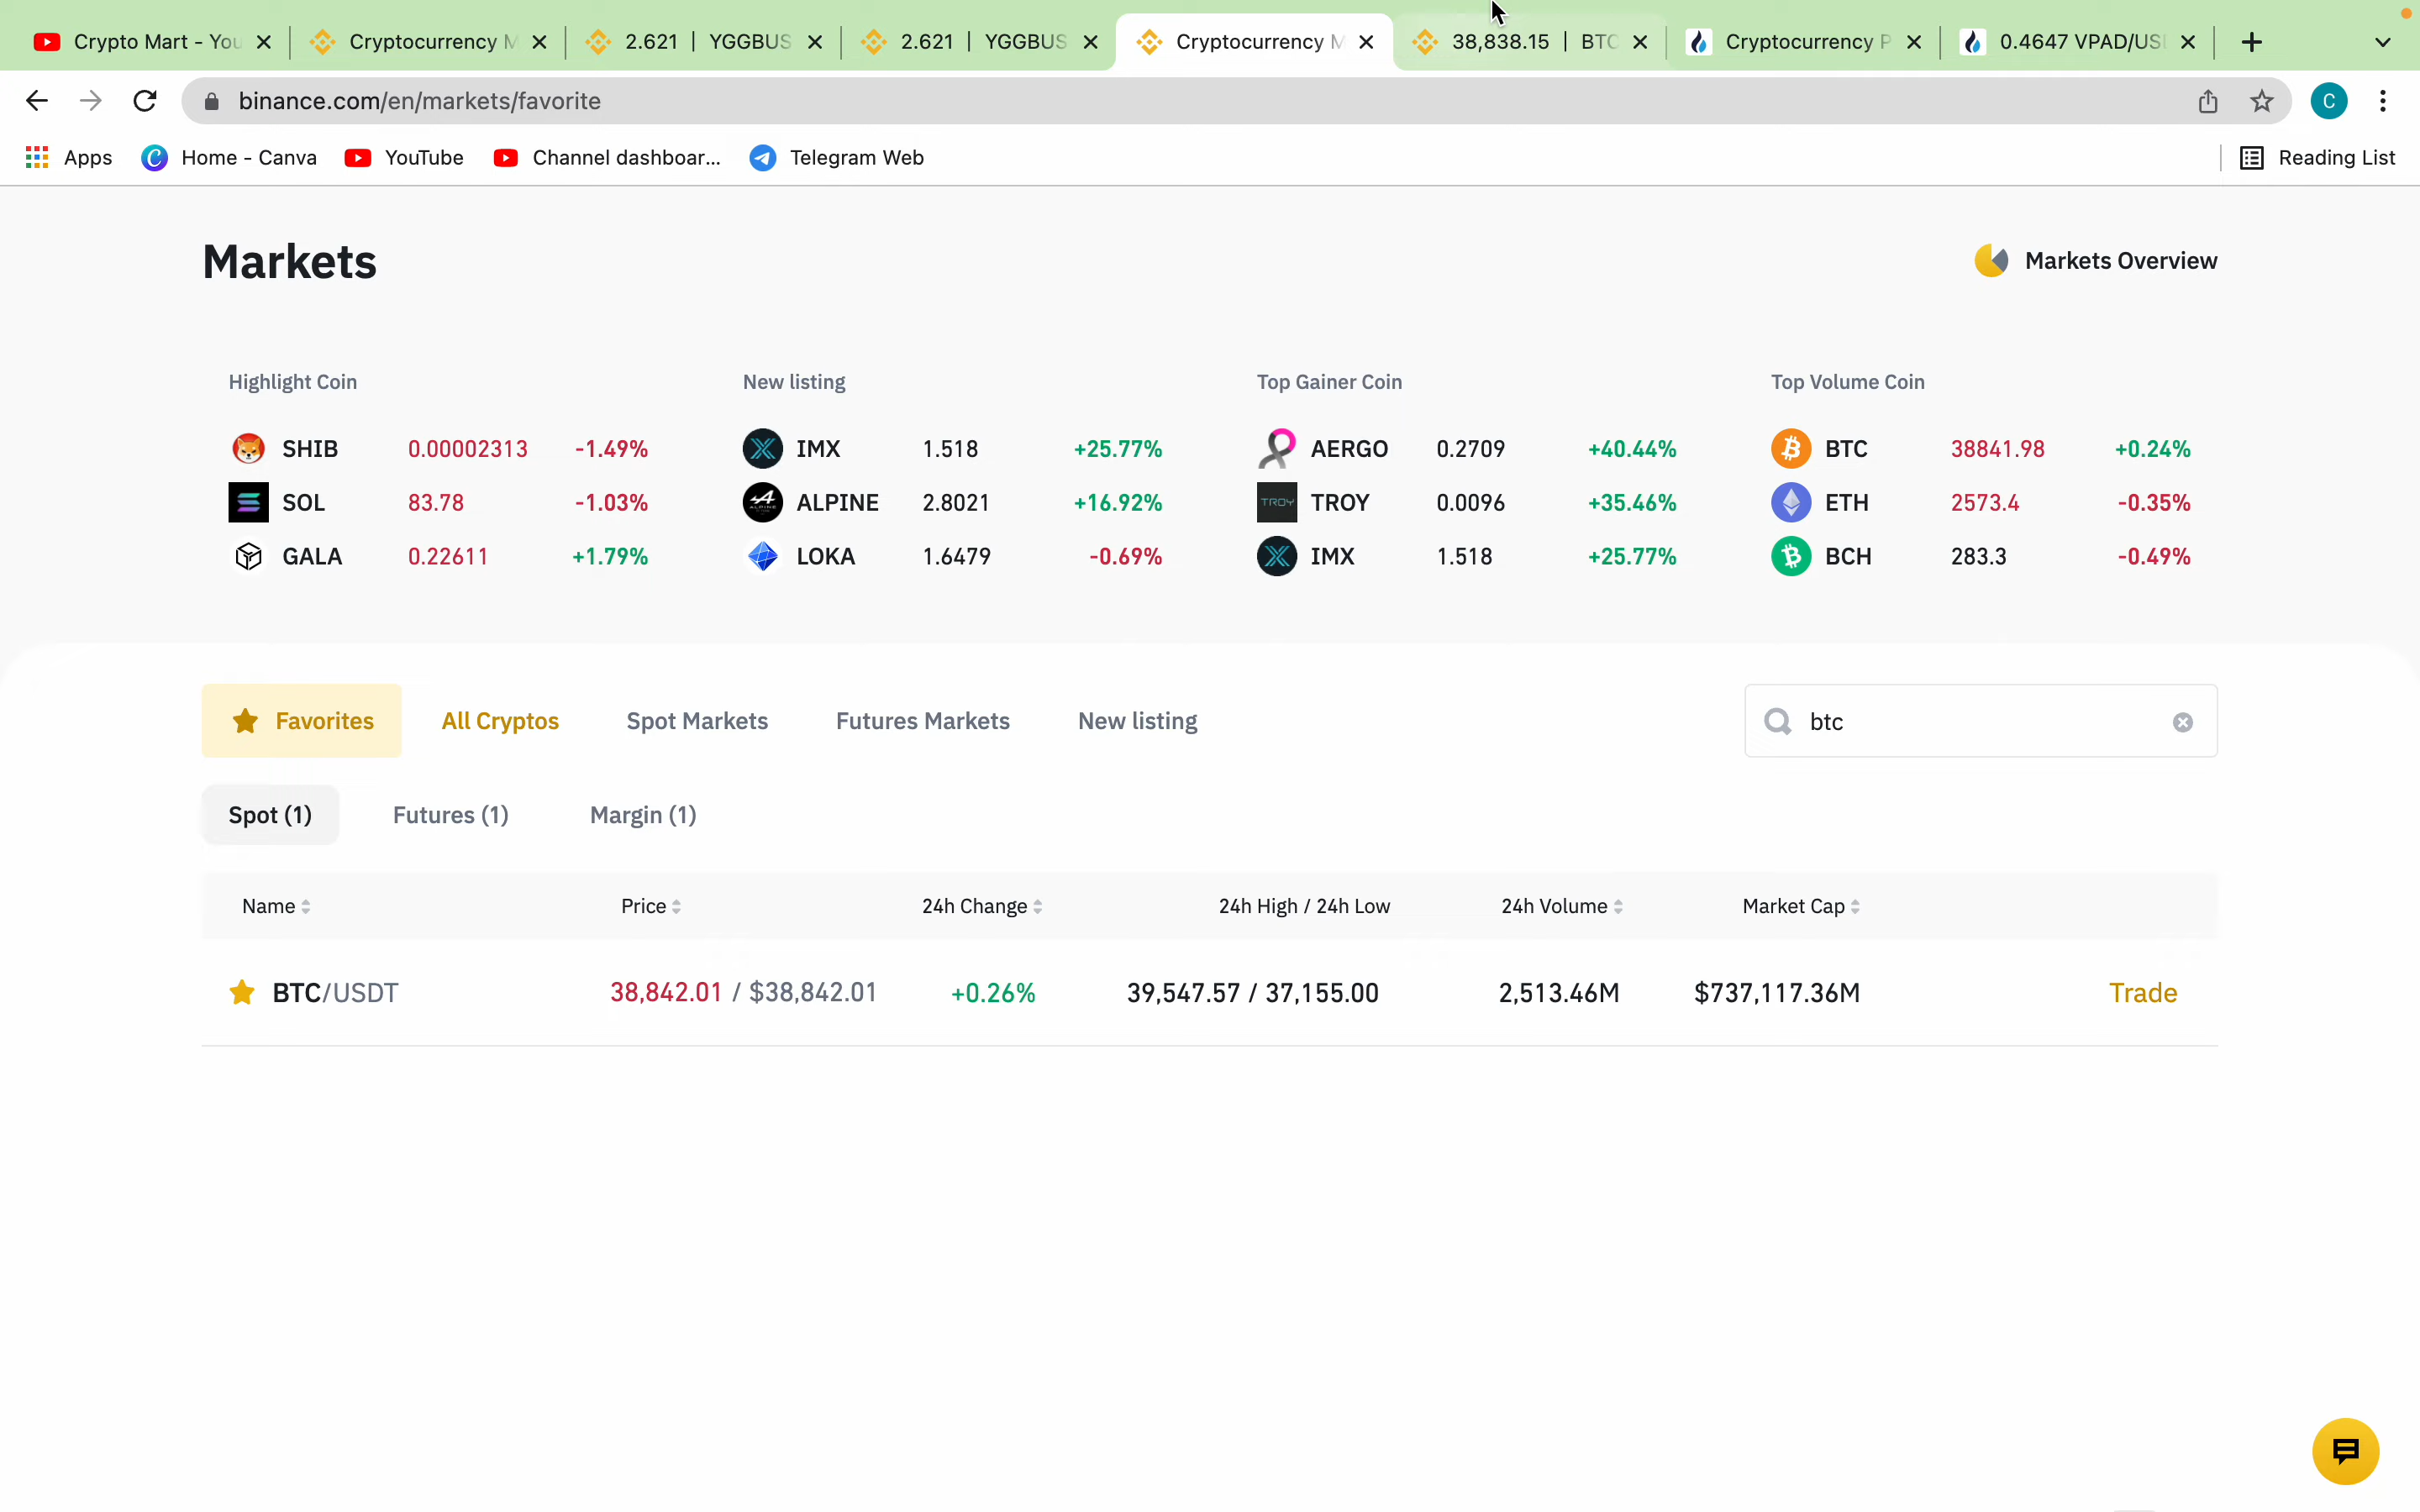 Crypto Mart - You
Cryptocurrency M
2.621 | YGGBUS
2.621 | YGGBUS
Cryptocurrency M
38,838.15 | BTC
Cryptocurrency P
0.4647 VPAD/US
binance.com/en/markets/favorite
C
Apps
Home - Canva
YouTube
Channel dashboar...
Telegram Web
Reading List
Markets
Markets Overview
Highlight Coin
SHIB 0.00002313 -1.49%
SOL 83.78 -1.03%
GALA 0.22611 +1.79%
New listing
IMX 1.518 +25.77%
ALPINE 2.8021 +16.92%
LOKA 1.6479 -0.69%
Top Gainer Coin
AERGO 0.2709 +40.44%
TROY TROY 0.0096 +35.46%
IMX 1.518 +25.77%
Top Volume Coin
BTC 38841.98 +0.24%
ETH 2573.4 -0.35%
BCH 283.3 -0.49%
Favorites All Cryptos Spot Markets Futures Markets New listing
btc
Spot (1) Futures (1) Margin (1)
Name Price 24h Change 24h High / 24h Low 24h Volume Market Cap
BTC/USDT 38,842.01 / $38,842.01 +0.26% 39,547.57 / 37,155.00 2,513.46M $737,117.36M Trade